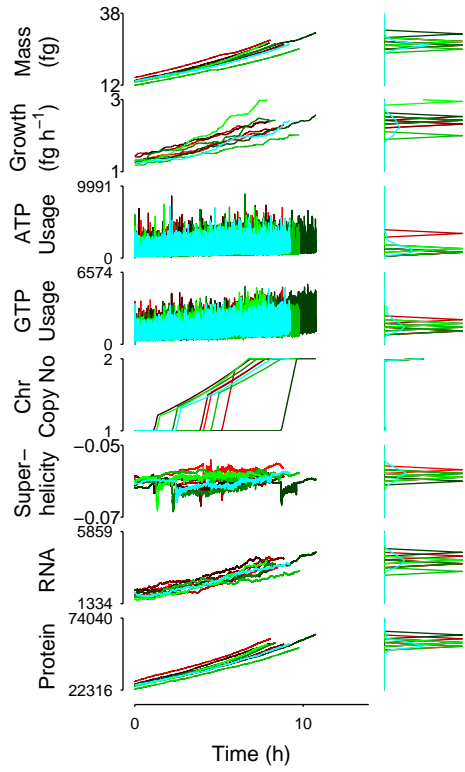 38
Mass
(fg)
12
3
Growth
(fg h⁻¹)
1
9991
ATP
Usage
0
6574
GTP
Usage
0
2
Chr
Copy No
1
−0.05
Super−
helicity
−0.07
5859
RNA
1334
74040
Protein
22316
0 10
Time (h)